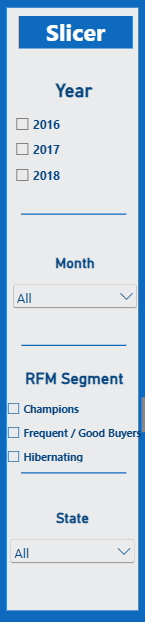 Slicer
Year
2016
2017
2018
Month
All
RFM Segment
Champions
Frequent / Good Buyers
Hibernating
State
All